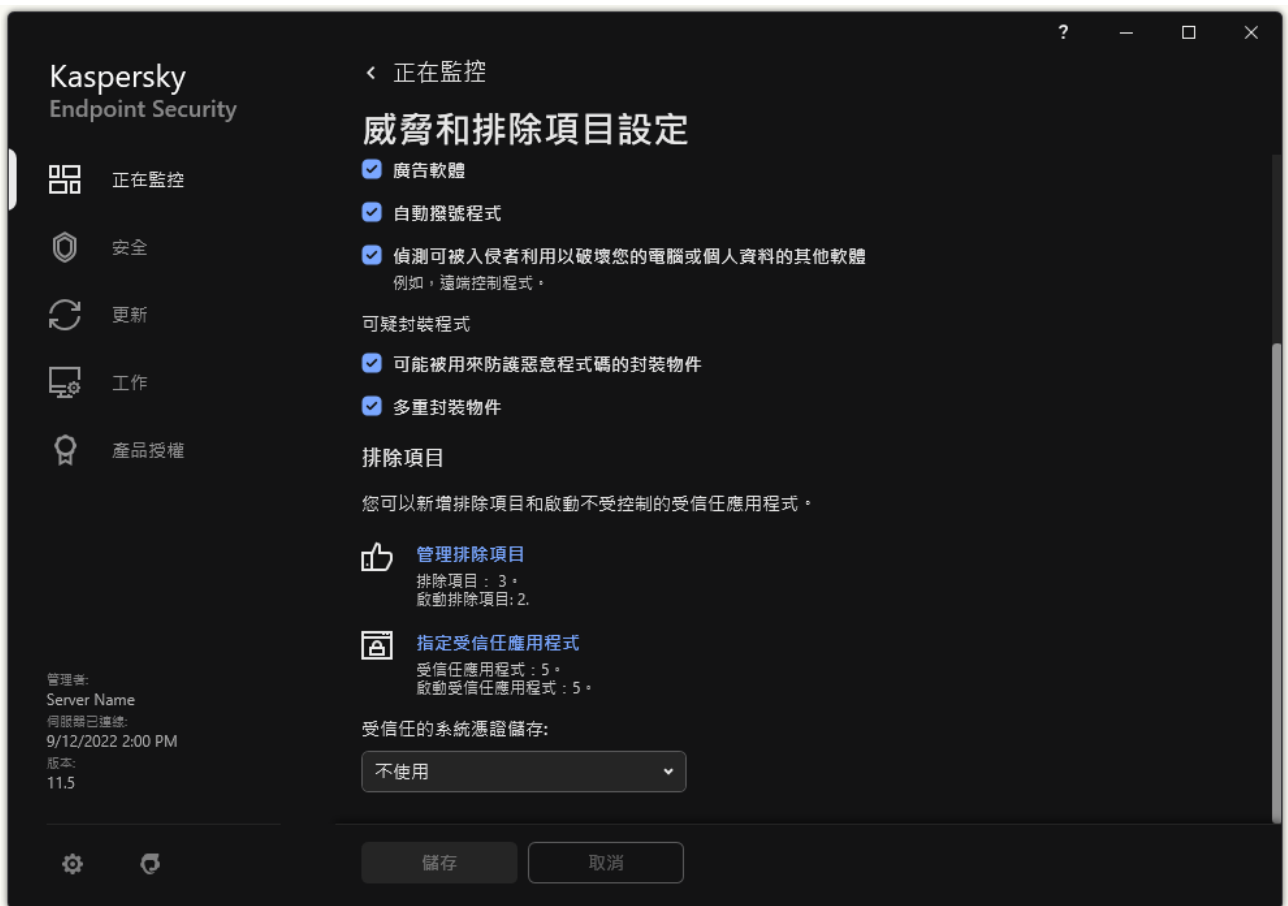 ?
Kaspersky
Endpoint Security
正在監控
安全
更新
工作
產品授權
管理者:
Server Name
伺服器已連線:
9/12/2022 2:00 PM
版本:
11.5
正在監控
威脅和排除項目設定
廣告軟體
自動撥號程式
偵測可被入侵者利用以破壞您的電腦或個人資料的其他軟體
例如，遠端控制程式。
可疑封裝程式
可能被用來防護惡意程式碼的封裝物件
多重封裝物件
排除項目
您可以新增排除項目和啟動不受控制的受信任應用程式。
管理排除項目
排除項目： 3。
啟動排除項目: 2.
指定受信任應用程式
受信任應用程式：5。
啟動受信任應用程式：5。
受信任的系統憑證儲存:
不使用
儲存
取消